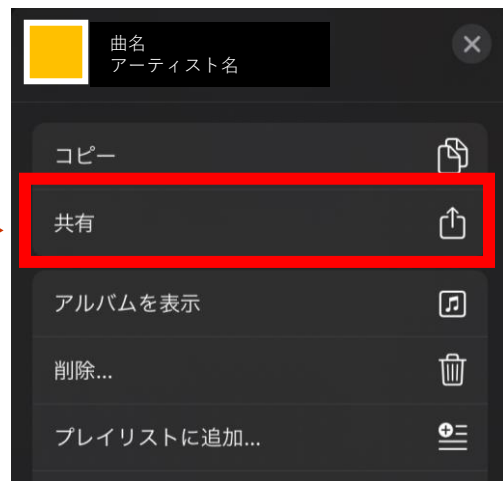 曲名
アーティスト名
コピー
共有
アルバムを表示
削除...
プレイリストに追加...